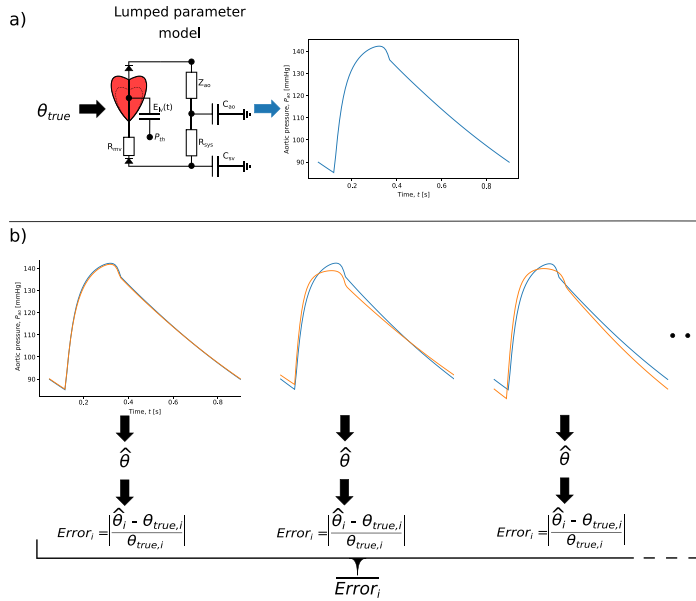 a)
Lumped parameter
model
θtrue
Elv(t)
Pth
Rmv
Zao
Cao
Rsys
Csv
Aortic pressure, Pao [mmHg]
140
130
120
110
100
90
0.2
0.4
0.6
0.8
Time, t [s]
b)
Aortic pressure, Pao [mmHg]
140
130
120
110
100
90
0.2
0.4
0.6
0.8
Time, t [s]
θ̂
θ̂
θ̂
Errori = |θ̂i - θtrue,i / θtrue,i|
Errori = |θ̂i - θtrue,i / θtrue,i|
Errori = |θ̂i - θtrue,i / θtrue,i|
Errori